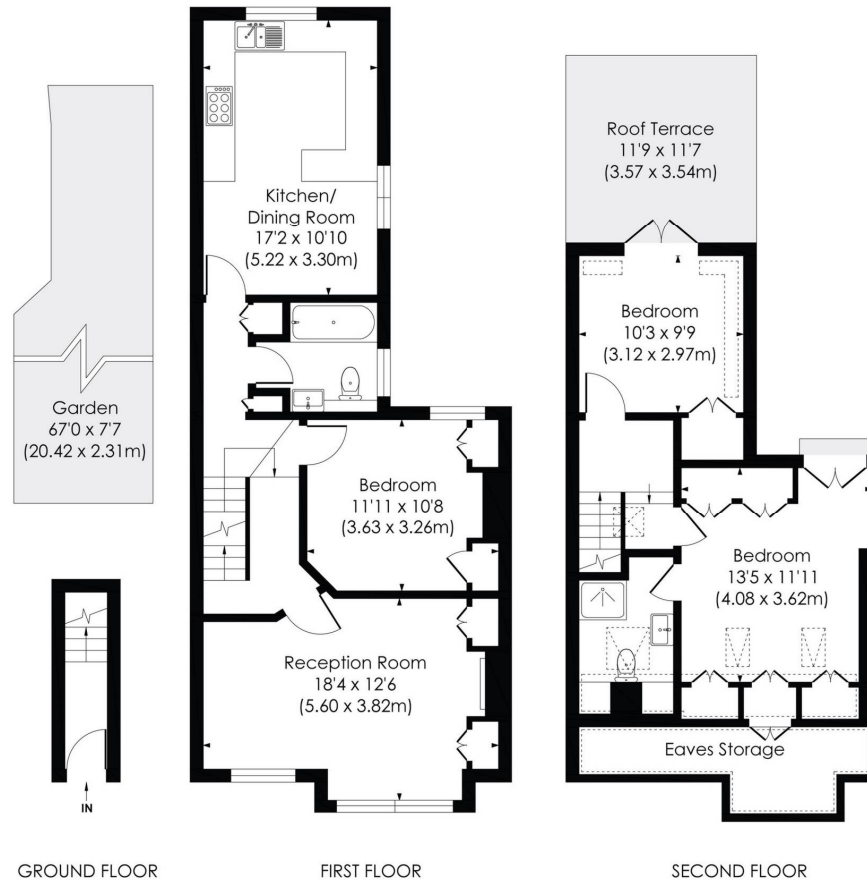 Garden
67'0 x 7'7
(20.42 x 2.31m)
IN
GROUND FLOOR
Kitchen/
Dining Room
17'2 x 10'10
(5.22 x 3.30m)
Bedroom
11'11 x 10'8
(3.63 x 3.26m)
Reception Room
18'4 x 12'6
(5.60 x 3.82m)
FIRST FLOOR
Roof Terrace
11'9 x 11'7
(3.57 x 3.54m)
Bedroom
10'3 x 9'9
(3.12 x 2.97m)
Bedroom
13'5 x 11'11
(4.08 x 3.62m)
Eaves Storage
SECOND FLOOR